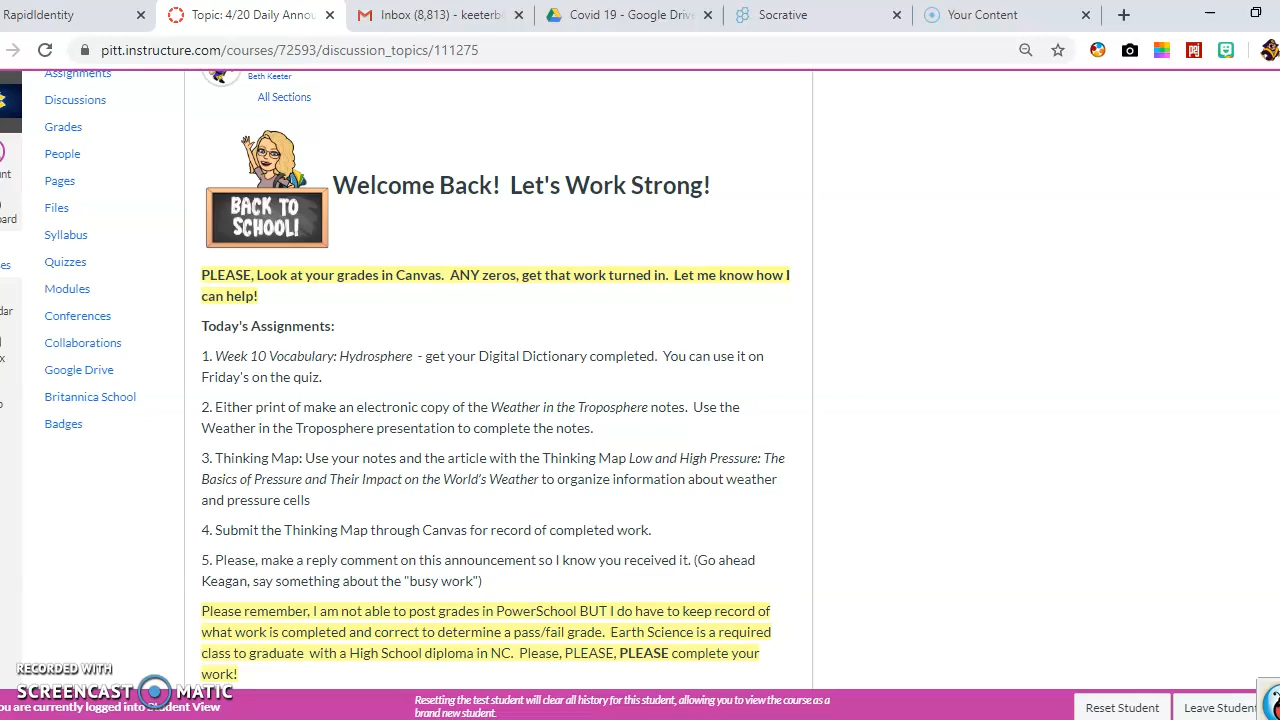 RapidIdentity
Topic: 4/20 Daily Annou
Inbox (8,813) - keeterbl
Covid 19 - Google Drive
Socrative
Your Content
pitt.instructure.com/courses/72593/discussion_topics/111275
Assignments
Discussions
Grades
People
Pages
Files
Syllabus
Quizzes
Modules
Conferences
Collaborations
Google Drive
Britannica School
Badges
Beth Keeter
All Sections
BACK TO
SCHOOL!
Welcome Back! Let's Work Strong!
PLEASE, Look at your grades in Canvas. ANY zeros, get that work turned in. Let me know how I
can help!
Today's Assignments:
1. Week 10 Vocabulary: Hydrosphere - get your Digital Dictionary completed. You can use it on
Friday's on the quiz.
2. Either print of make an electronic copy of the Weather in the Troposphere notes. Use the
Weather in the Troposphere presentation to complete the notes.
3. Thinking Map: Use your notes and the article with the Thinking Map Low and High Pressure: The
Basics of Pressure and Their Impact on the World's Weather to organize information about weather
and pressure cells
4. Submit the Thinking Map through Canvas for record of completed work.
5. Please, make a reply comment on this announcement so I know you received it. (Go ahead
Keagan, say something about the "busy work")
Please remember, I am not able to post grades in PowerSchool BUT I do have to keep record of
what work is completed and correct to determine a pass/fail grade. Earth Science is a required
class to graduate with a High School diploma in NC. Please, PLEASE, PLEASE complete your
work!
RECORDED WITH
SCREENCAST MATIC
ou are currently logged into Student View
Resetting the test student will clear all history for this student, allowing you to view the course as a
brand new student.
Reset Student
Leave Student